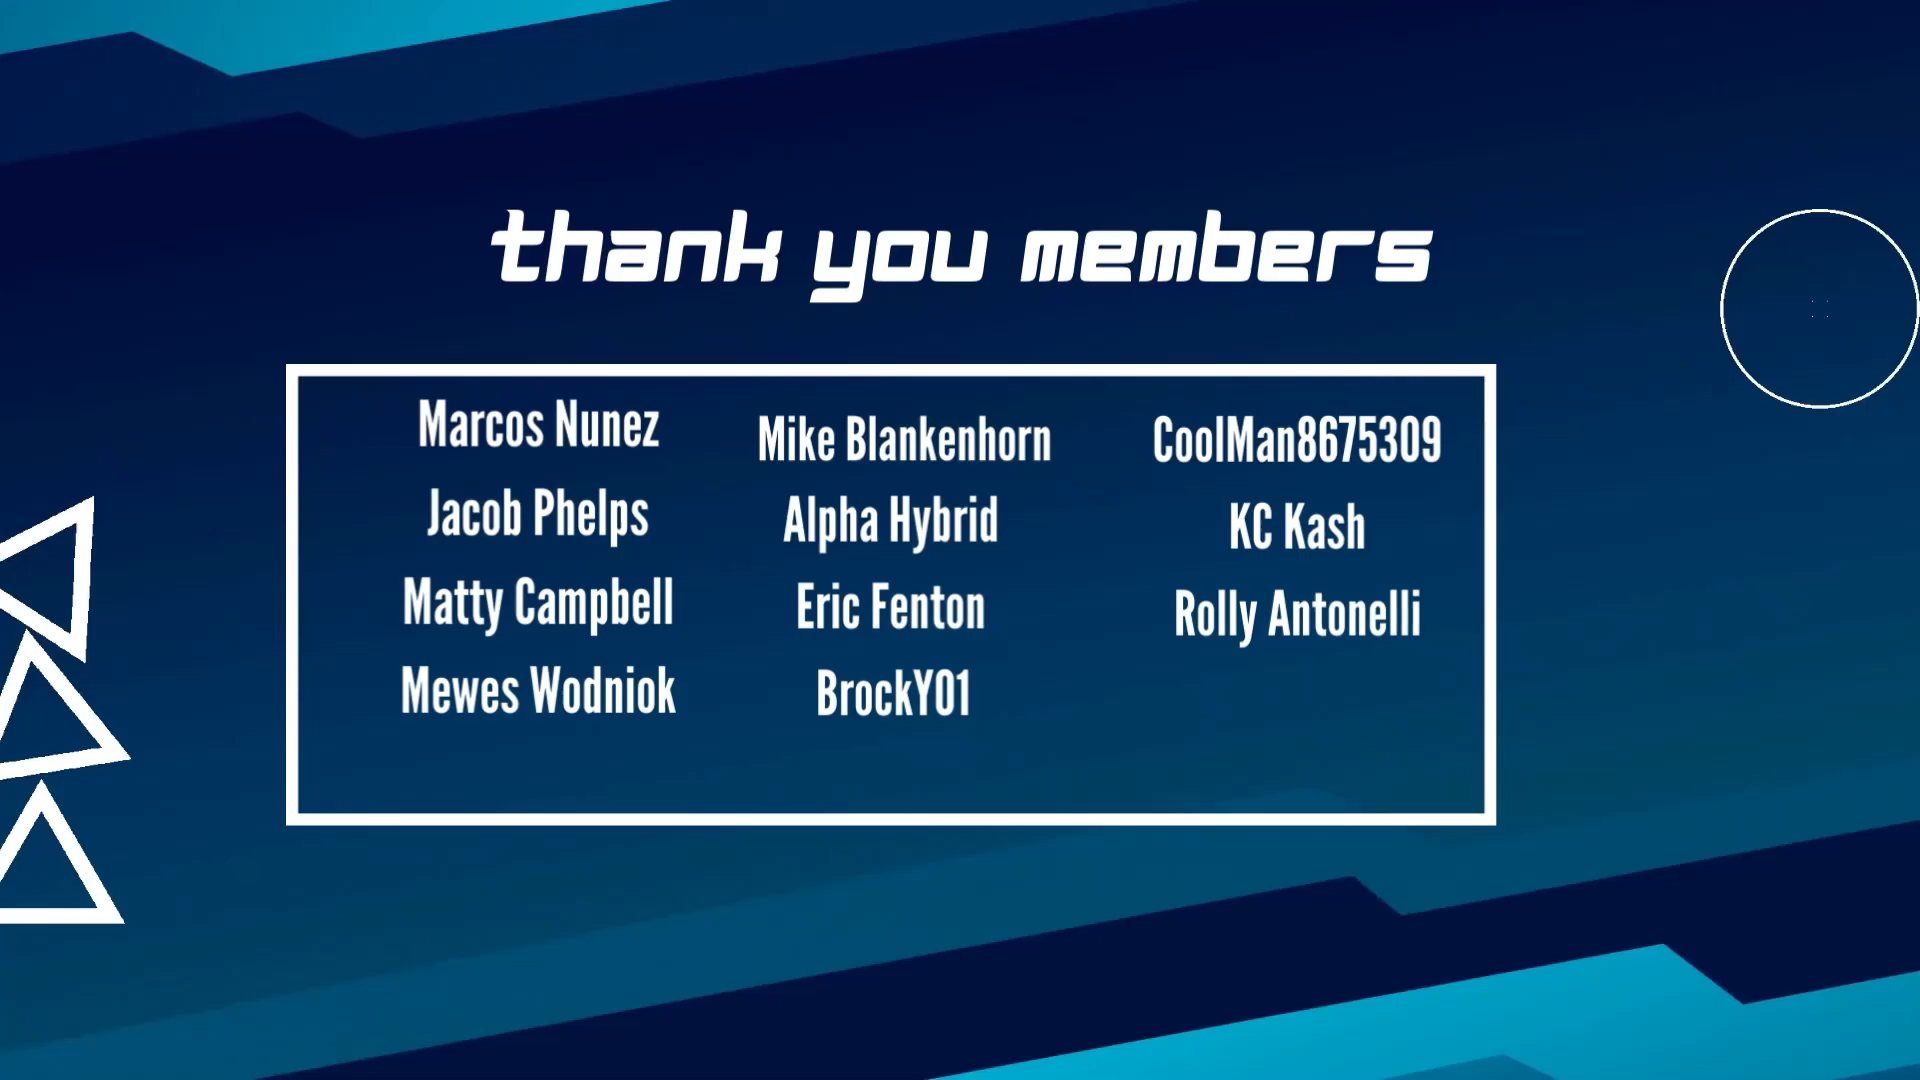 thank you members
Marcos Nunez
Jacob Phelps
Matty Campbell
Mewes Wodniok
Mike Blankenhorn
Alpha Hybrid
Eric Fenton
BrockY01
CoolMan8675309
KC Kash
Rolly Antonelli